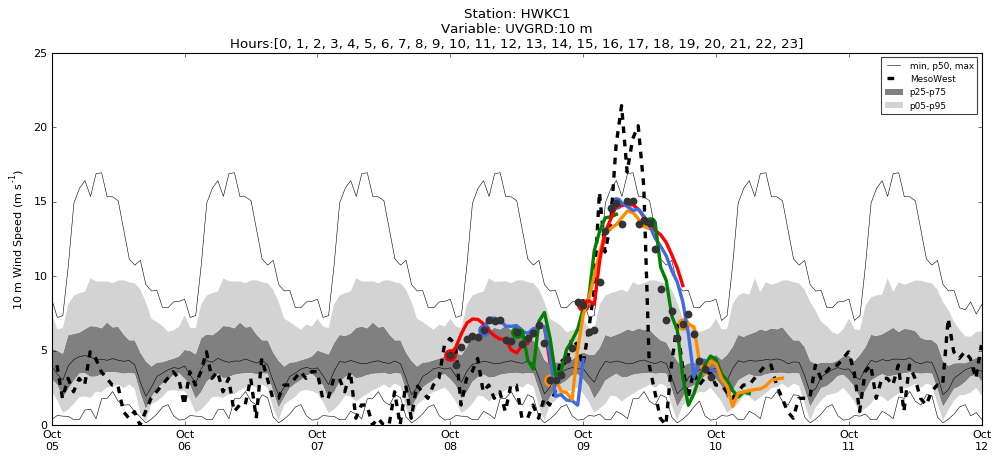 Station: HWKC1
Variable: UVGRD:10 m
Hours:[0, 1, 2, 3, 4, 5, 6, 7, 8, 9, 10, 11, 12, 13, 14, 15, 16, 17, 18, 19, 20, 21, 22, 23]
25
20
15
10
5
0
10 m Wind Speed (m s⁻¹)
min, p50, max
MesoWest
p25-p75
p05-p95
Oct 05
Oct 06
Oct 07
Oct 08
Oct 09
Oct 10
Oct 11
Oct 12